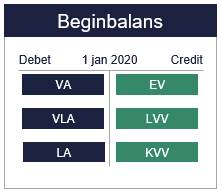 Beginbalans
Debet 1 jan 2020 Credit
VA EV
VLA LVV
LA KVV